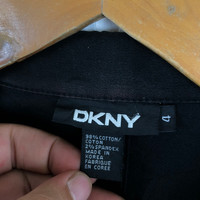 DKNY
4
98% COTTON/
COTON
2% SPANDEX
MADE IN
KOREA
FABRIQUE
EN COREE